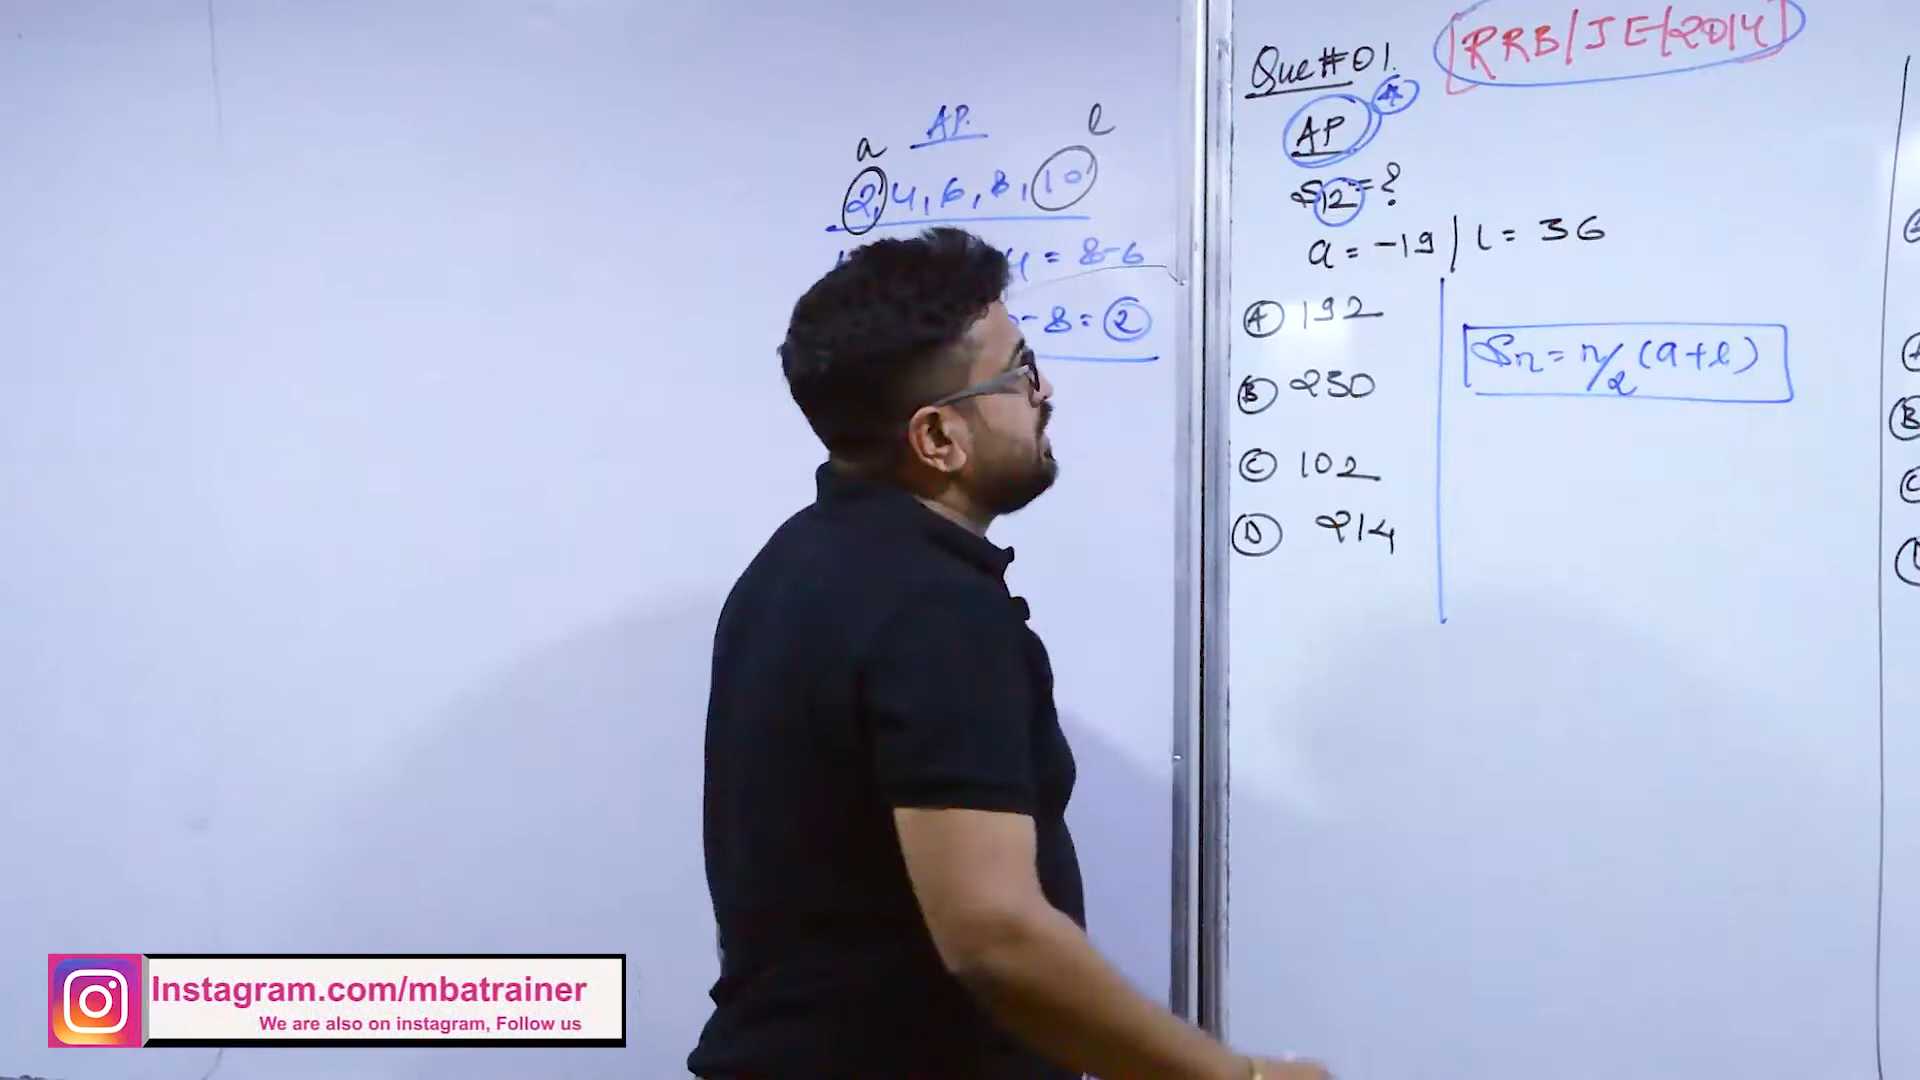 AP.
a
l
2, 4, 6, 8, 10
4 = 8-6
-8 = 2
Que#01.
[RRB/JE/2014]
AP
S12 = ?
a = -19 / l = 36
A 192
B 230
C 102
D 214
Sn = n/2 (a+l)
B
C
Instagram.com/mbatrainer
We are also on instagram, Follow us